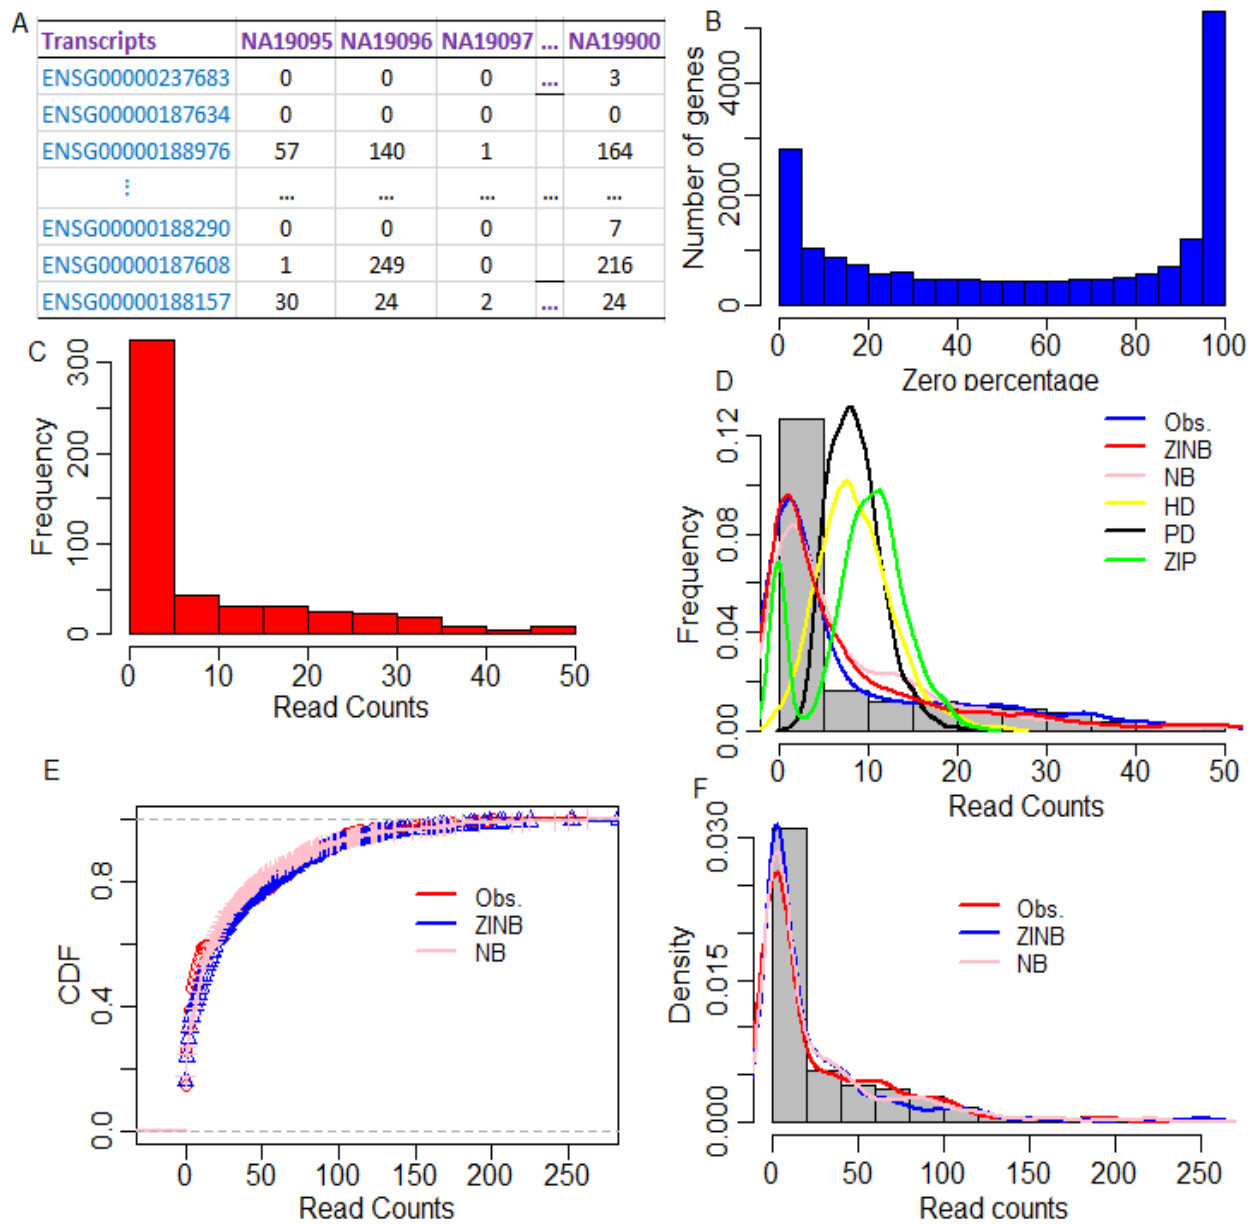 A
Transcripts NA19095 NA19096 NA19097 ... NA19900
ENSG00000237683 0 0 0 ... 3
ENSG00000187634 0 0 0 0
ENSG00000188976 57 140 1 164
⋮ ... ... ... ... ...
ENSG00000188290 0 0 0 7
ENSG00000187608 1 249 0 216
ENSG00000188157 30 24 2 ... 24
B
Number of genes
0 2000 4000
0 20 40 60 80 100
Zero percentage
C
Frequency
0 100 200 300
0 10 20 30 40 50
Read Counts
D
Frequency
0.00 0.04 0.08 0.12
Obs.
ZINB
NB
HD
PD
ZIP
0 10 20 30 40 50
Read Counts
E
CDF
0.0 0.4 0.8
Obs.
ZINB
NB
0 50 100 150 200 250
Read Counts
F
Density
0.000 0.015 0.030
Obs.
ZINB
NB
0 50 100 150 200 250
Read counts